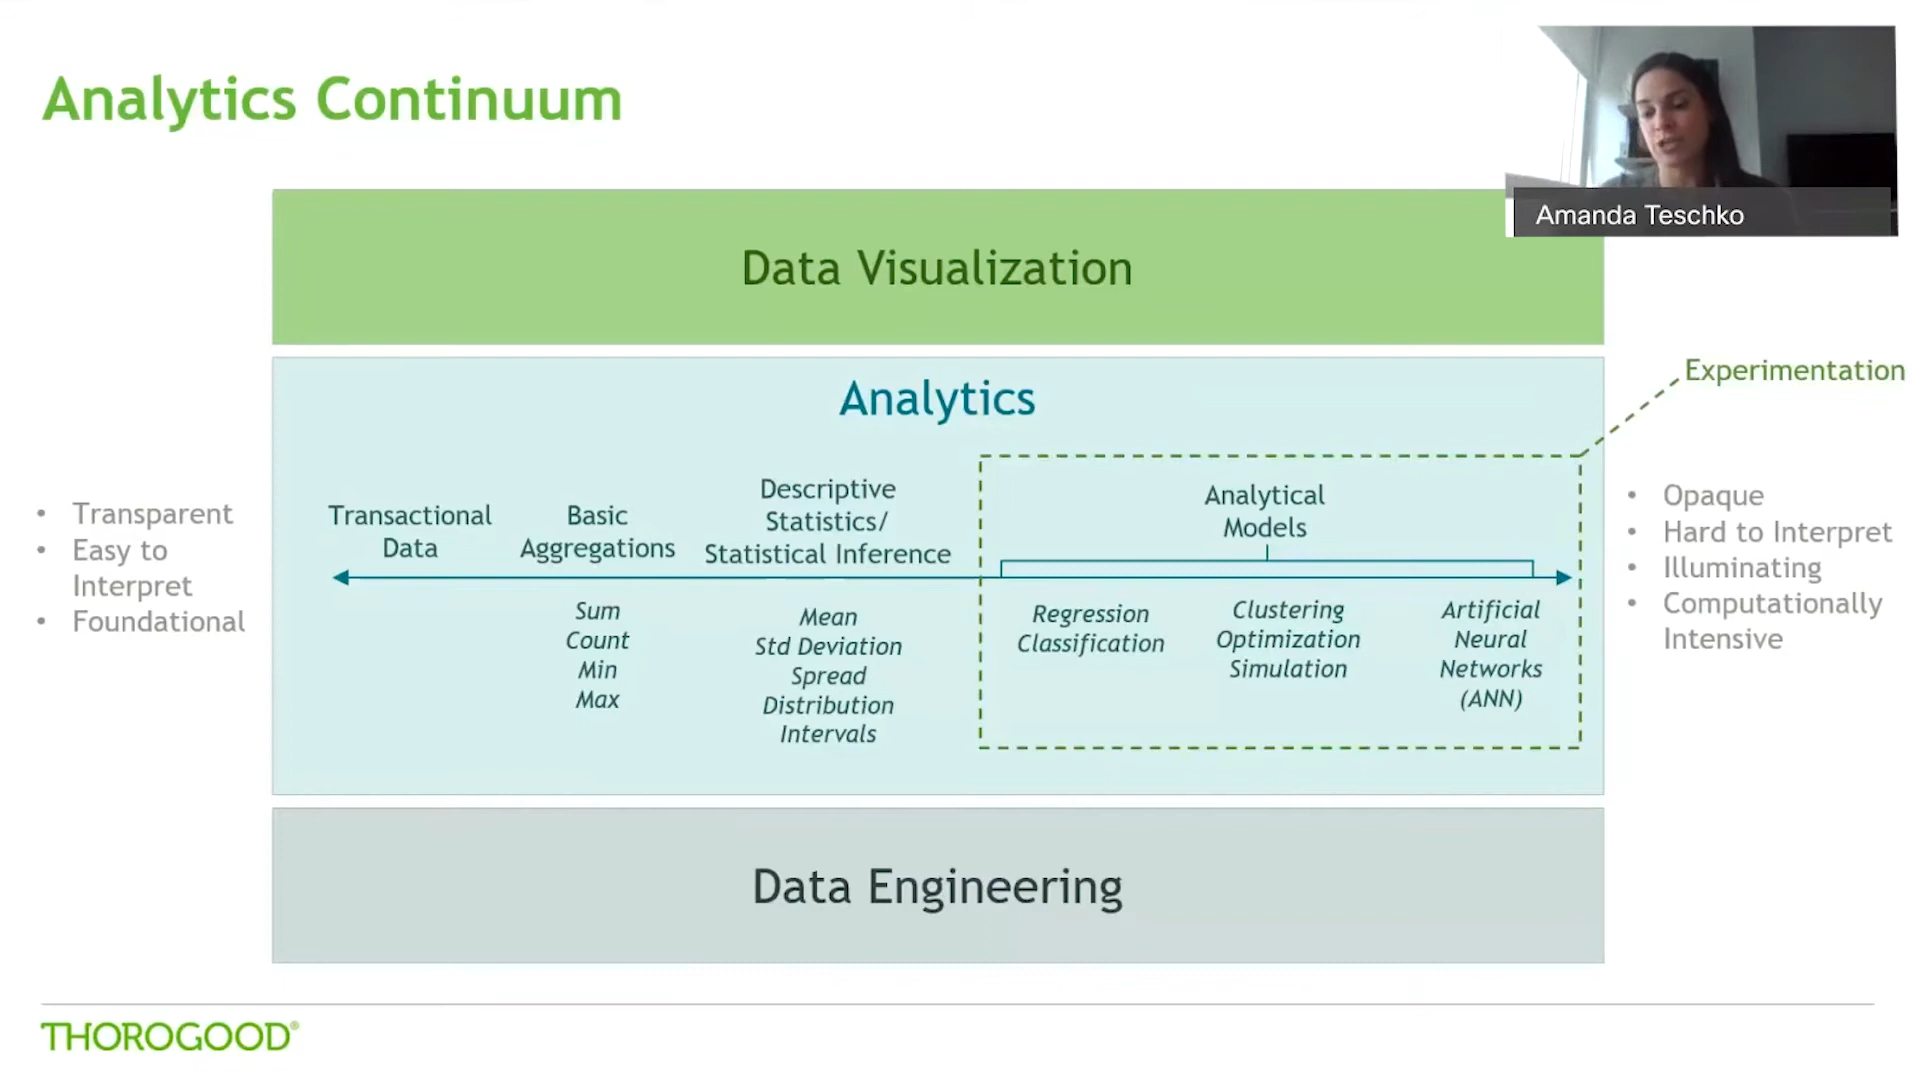 Analytics Continuum
Amanda Teschko
Data Visualization
Analytics
Experimentation
• Transparent
• Easy to
Interpret
• Foundational
Transactional
Data
Basic
Aggregations
Sum
Count
Min
Max
Descriptive
Statistics/
Statistical Inference
Mean
Std Deviation
Spread
Distribution
Intervals
Analytical
Models
Regression
Classification
Clustering
Optimization
Simulation
Artificial
Neural
Networks
(ANN)
• Opaque
• Hard to Interpret
• Illuminating
• Computationally
Intensive
Data Engineering
THOROGOOD®